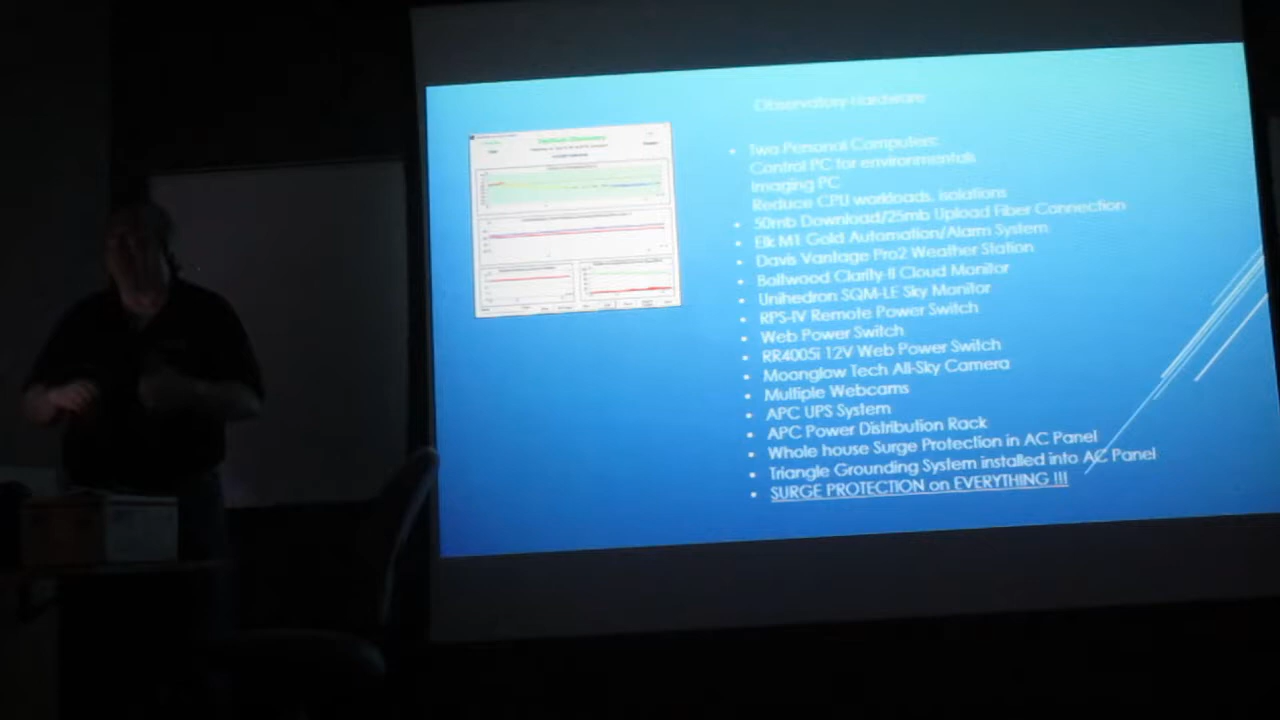 Observatory Hardware
• Two Personal Computers:
Control PC for environmentals
Imaging PC
Reduce CPU workloads, isolations
• 50mb Download/25mb Upload Fiber Connection
• Elk M1 Gold Automation/Alarm System
• Davis Vantage Pro2 Weather Station
• Boltwood Clarity II Cloud Monitor
• Unihedron SQM-LE Sky Monitor
• RPS-IV Remote Power Switch
• Web Power Switch
• RR4005i 12V Web Power Switch
• Moonglow Tech All-Sky Camera
• Multiple Webcams
• APC UPS System
• APC Power Distribution Rack
• Whole house Surge Protection in AC Panel
• Triangle Grounding System installed into AC Panel
• SURGE PROTECTION on EVERYTHING !!!